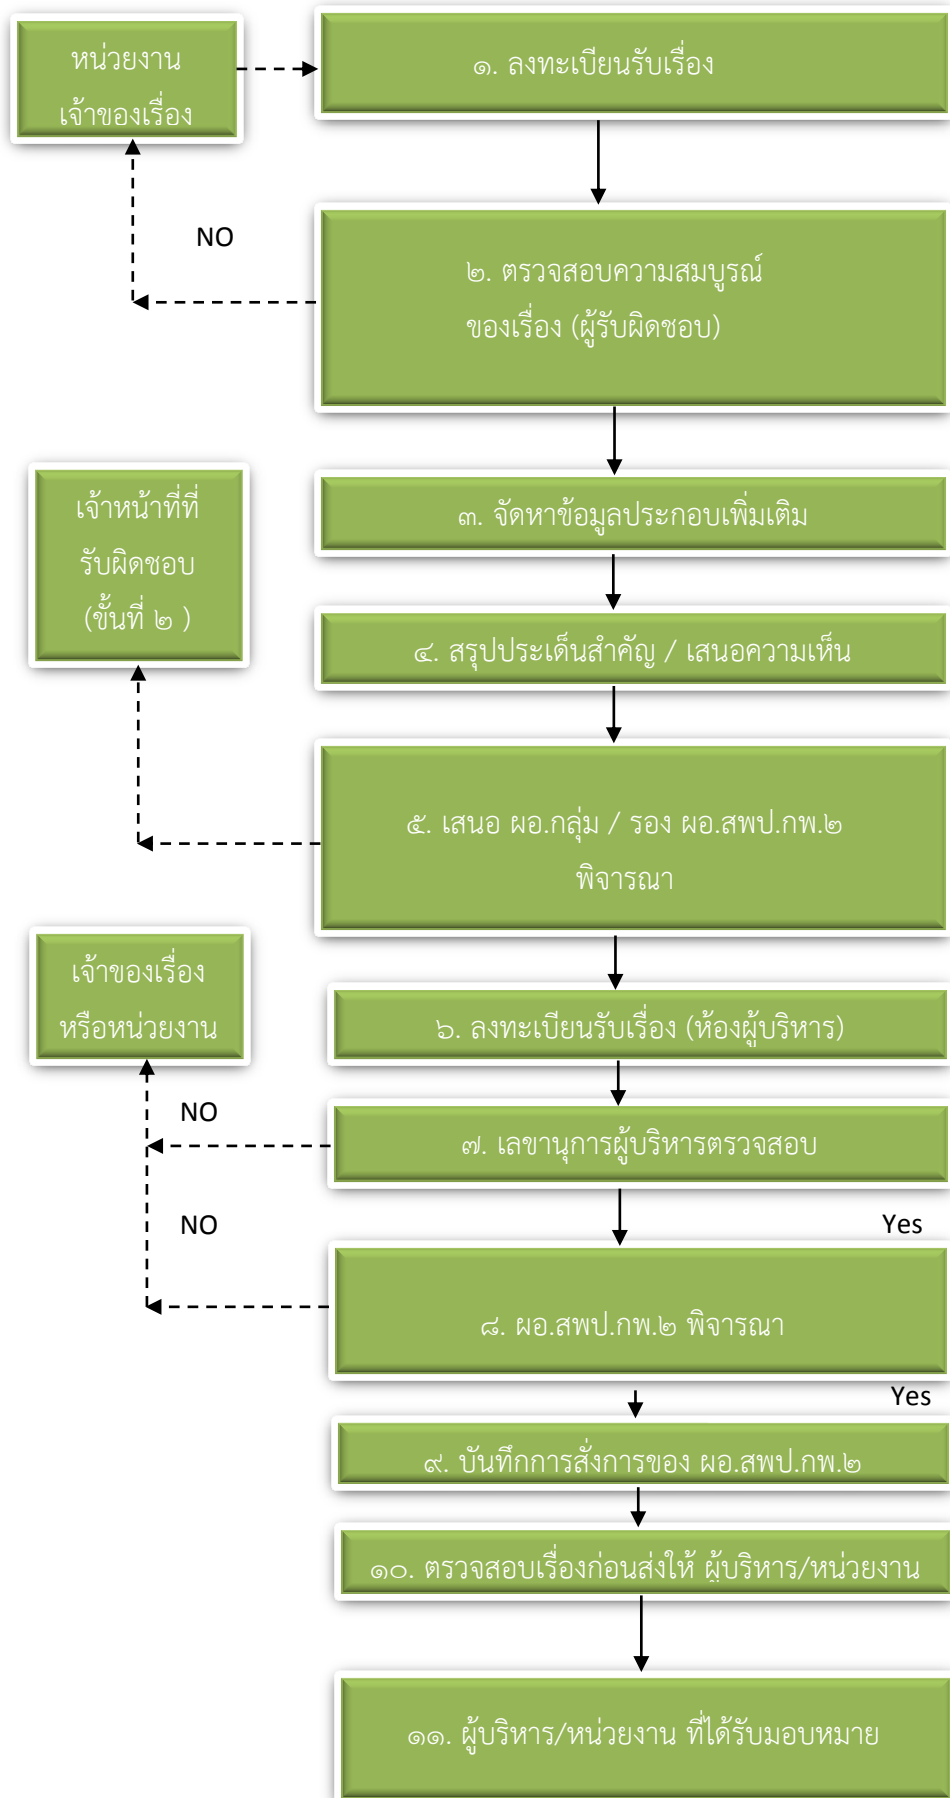 หน่วยงาน
เจ้าของเรื่อง
๑. ลงทะเบียนรับเรื่อง
NO
๒. ตรวจสอบความสมบูรณ์
ของเรื่อง (ผู้รับผิดชอบ)
เจ้าหน้าที่ที่
รับผิดชอบ
(ขั้นที่ ๒ )
๓. จัดหาข้อมูลประกอบเพิ่มเติม
๔. สรุปประเด็นสำคัญ / เสนอความเห็น
๕. เสนอ ผอ.กลุ่ม / รอง ผอ.สพป.กพ.๒
พิจารณา
เจ้าของเรื่อง
หรือหน่วยงาน
๖. ลงทะเบียนรับเรื่อง (ห้องผู้บริหาร)
NO
๗. เลขานุการผู้บริหารตรวจสอบ
NO
Yes
๘. ผอ.สพป.กพ.๒ พิจารณา
Yes
๙. บันทึกการสั่งการของ ผอ.สพป.กพ.๒
๑๐. ตรวจสอบเรื่องก่อนส่งให้ ผู้บริหาร/หน่วยงาน
๑๑. ผู้บริหาร/หน่วยงาน ที่ได้รับมอบหมาย